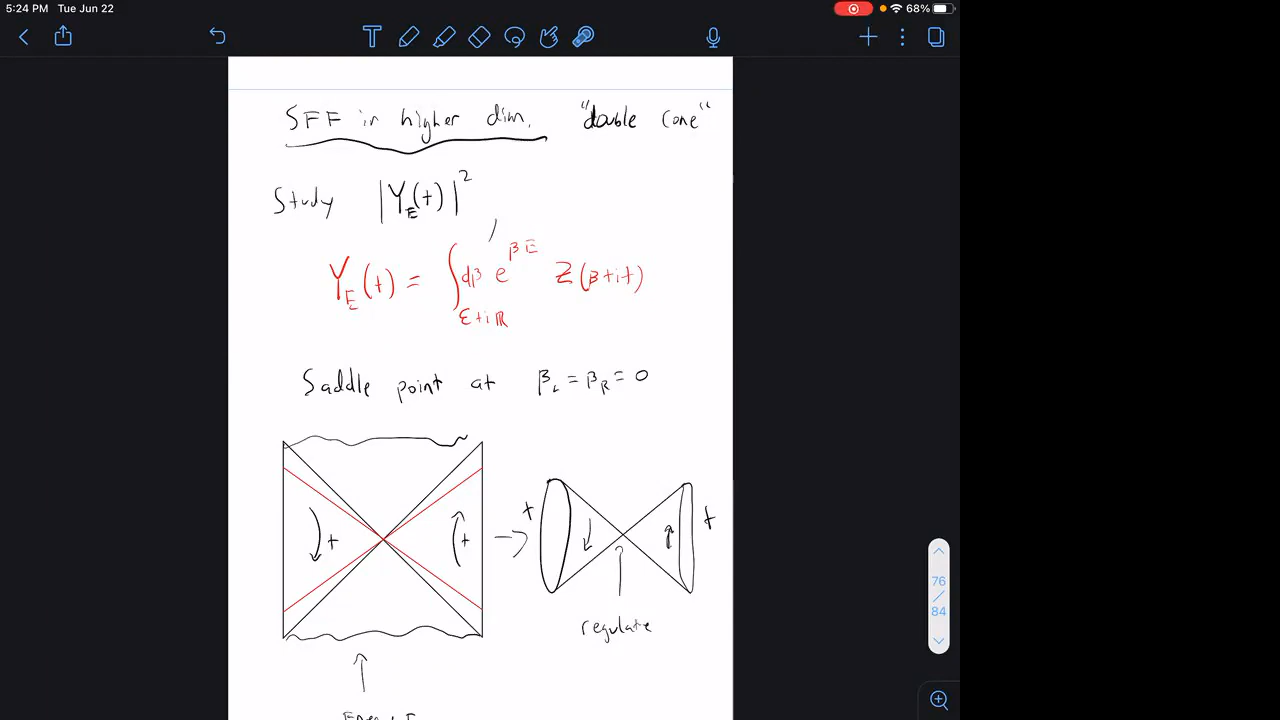 5:24 PM Tue Jun 22
68%
SFF in higher dim. "double cone"
Study |Y_E(t)|^2
Y_E(t) = ∫_{ε+iℝ} dβ e^{βE} Z(β+it)
Saddle point at β_L = β_R = 0
t t
t t
regulate
76
/
84